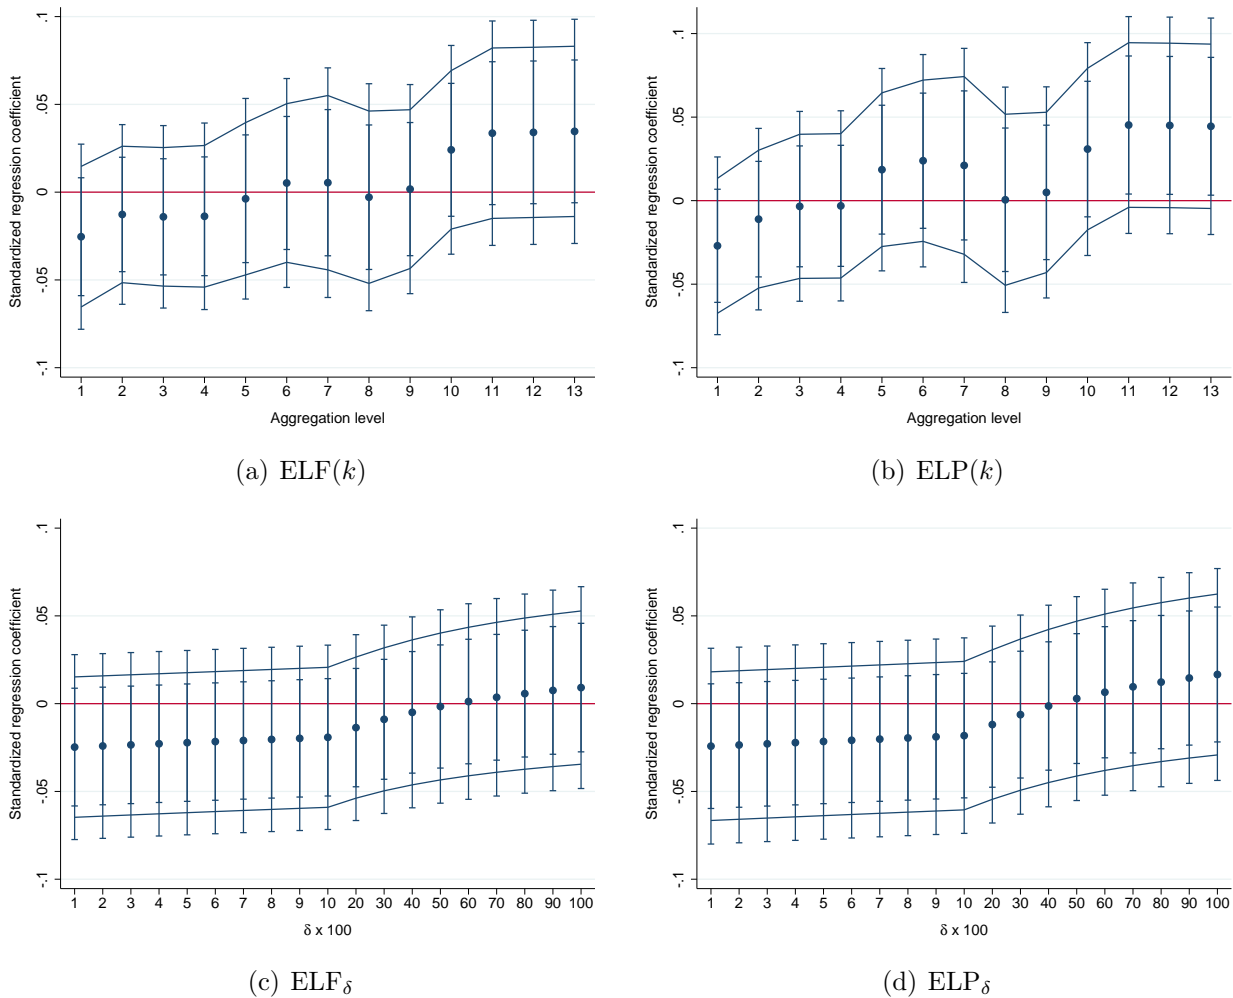 Standardized regression coefficient
.1
.05
0
-.05
-.1
1 2 3 4 5 6 7 8 9 10 11 12 13
Aggregation level
(a) ELF(k)
Standardized regression coefficient
.1
.05
0
-.05
-.1
1 2 3 4 5 6 7 8 9 10 11 12 13
Aggregation level
(b) ELP(k)
Standardized regression coefficient
.1
.05
0
-.05
-.1
1 2 3 4 5 6 7 8 9 10 20 30 40 50 60 70 80 90 100
δ x 100
(c) ELFδ
Standardized regression coefficient
.1
.05
0
-.05
-.1
1 2 3 4 5 6 7 8 9 10 20 30 40 50 60 70 80 90 100
δ x 100
(d) ELPδ